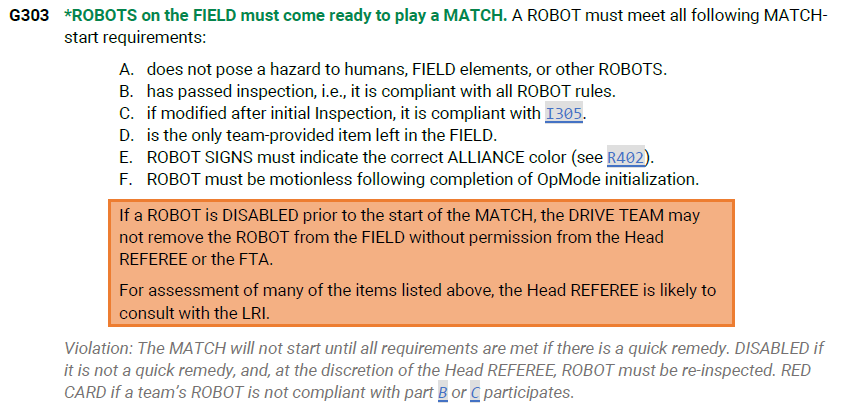 G303 *ROBOTS on the FIELD must come ready to play a MATCH. A ROBOT must meet all following MATCH-
start requirements:
A. does not pose a hazard to humans, FIELD elements, or other ROBOTS.
B. has passed inspection, i.e., it is compliant with all ROBOT rules.
C. if modified after initial Inspection, it is compliant with I305.
D. is the only team-provided item left in the FIELD.
E. ROBOT SIGNS must indicate the correct ALLIANCE color (see R402).
F. ROBOT must be motionless following completion of OpMode initialization.
If a ROBOT is DISABLED prior to the start of the MATCH, the DRIVE TEAM may
not remove the ROBOT from the FIELD without permission from the Head
REFEREE or the FTA.
For assessment of many of the items listed above, the Head REFEREE is likely to
consult with the LRI.
Violation: The MATCH will not start until all requirements are met if there is a quick remedy. DISABLED if
it is not a quick remedy, and, at the discretion of the Head REFEREE, ROBOT must be re-inspected. RED
CARD if a team's ROBOT is not compliant with part B or C participates.